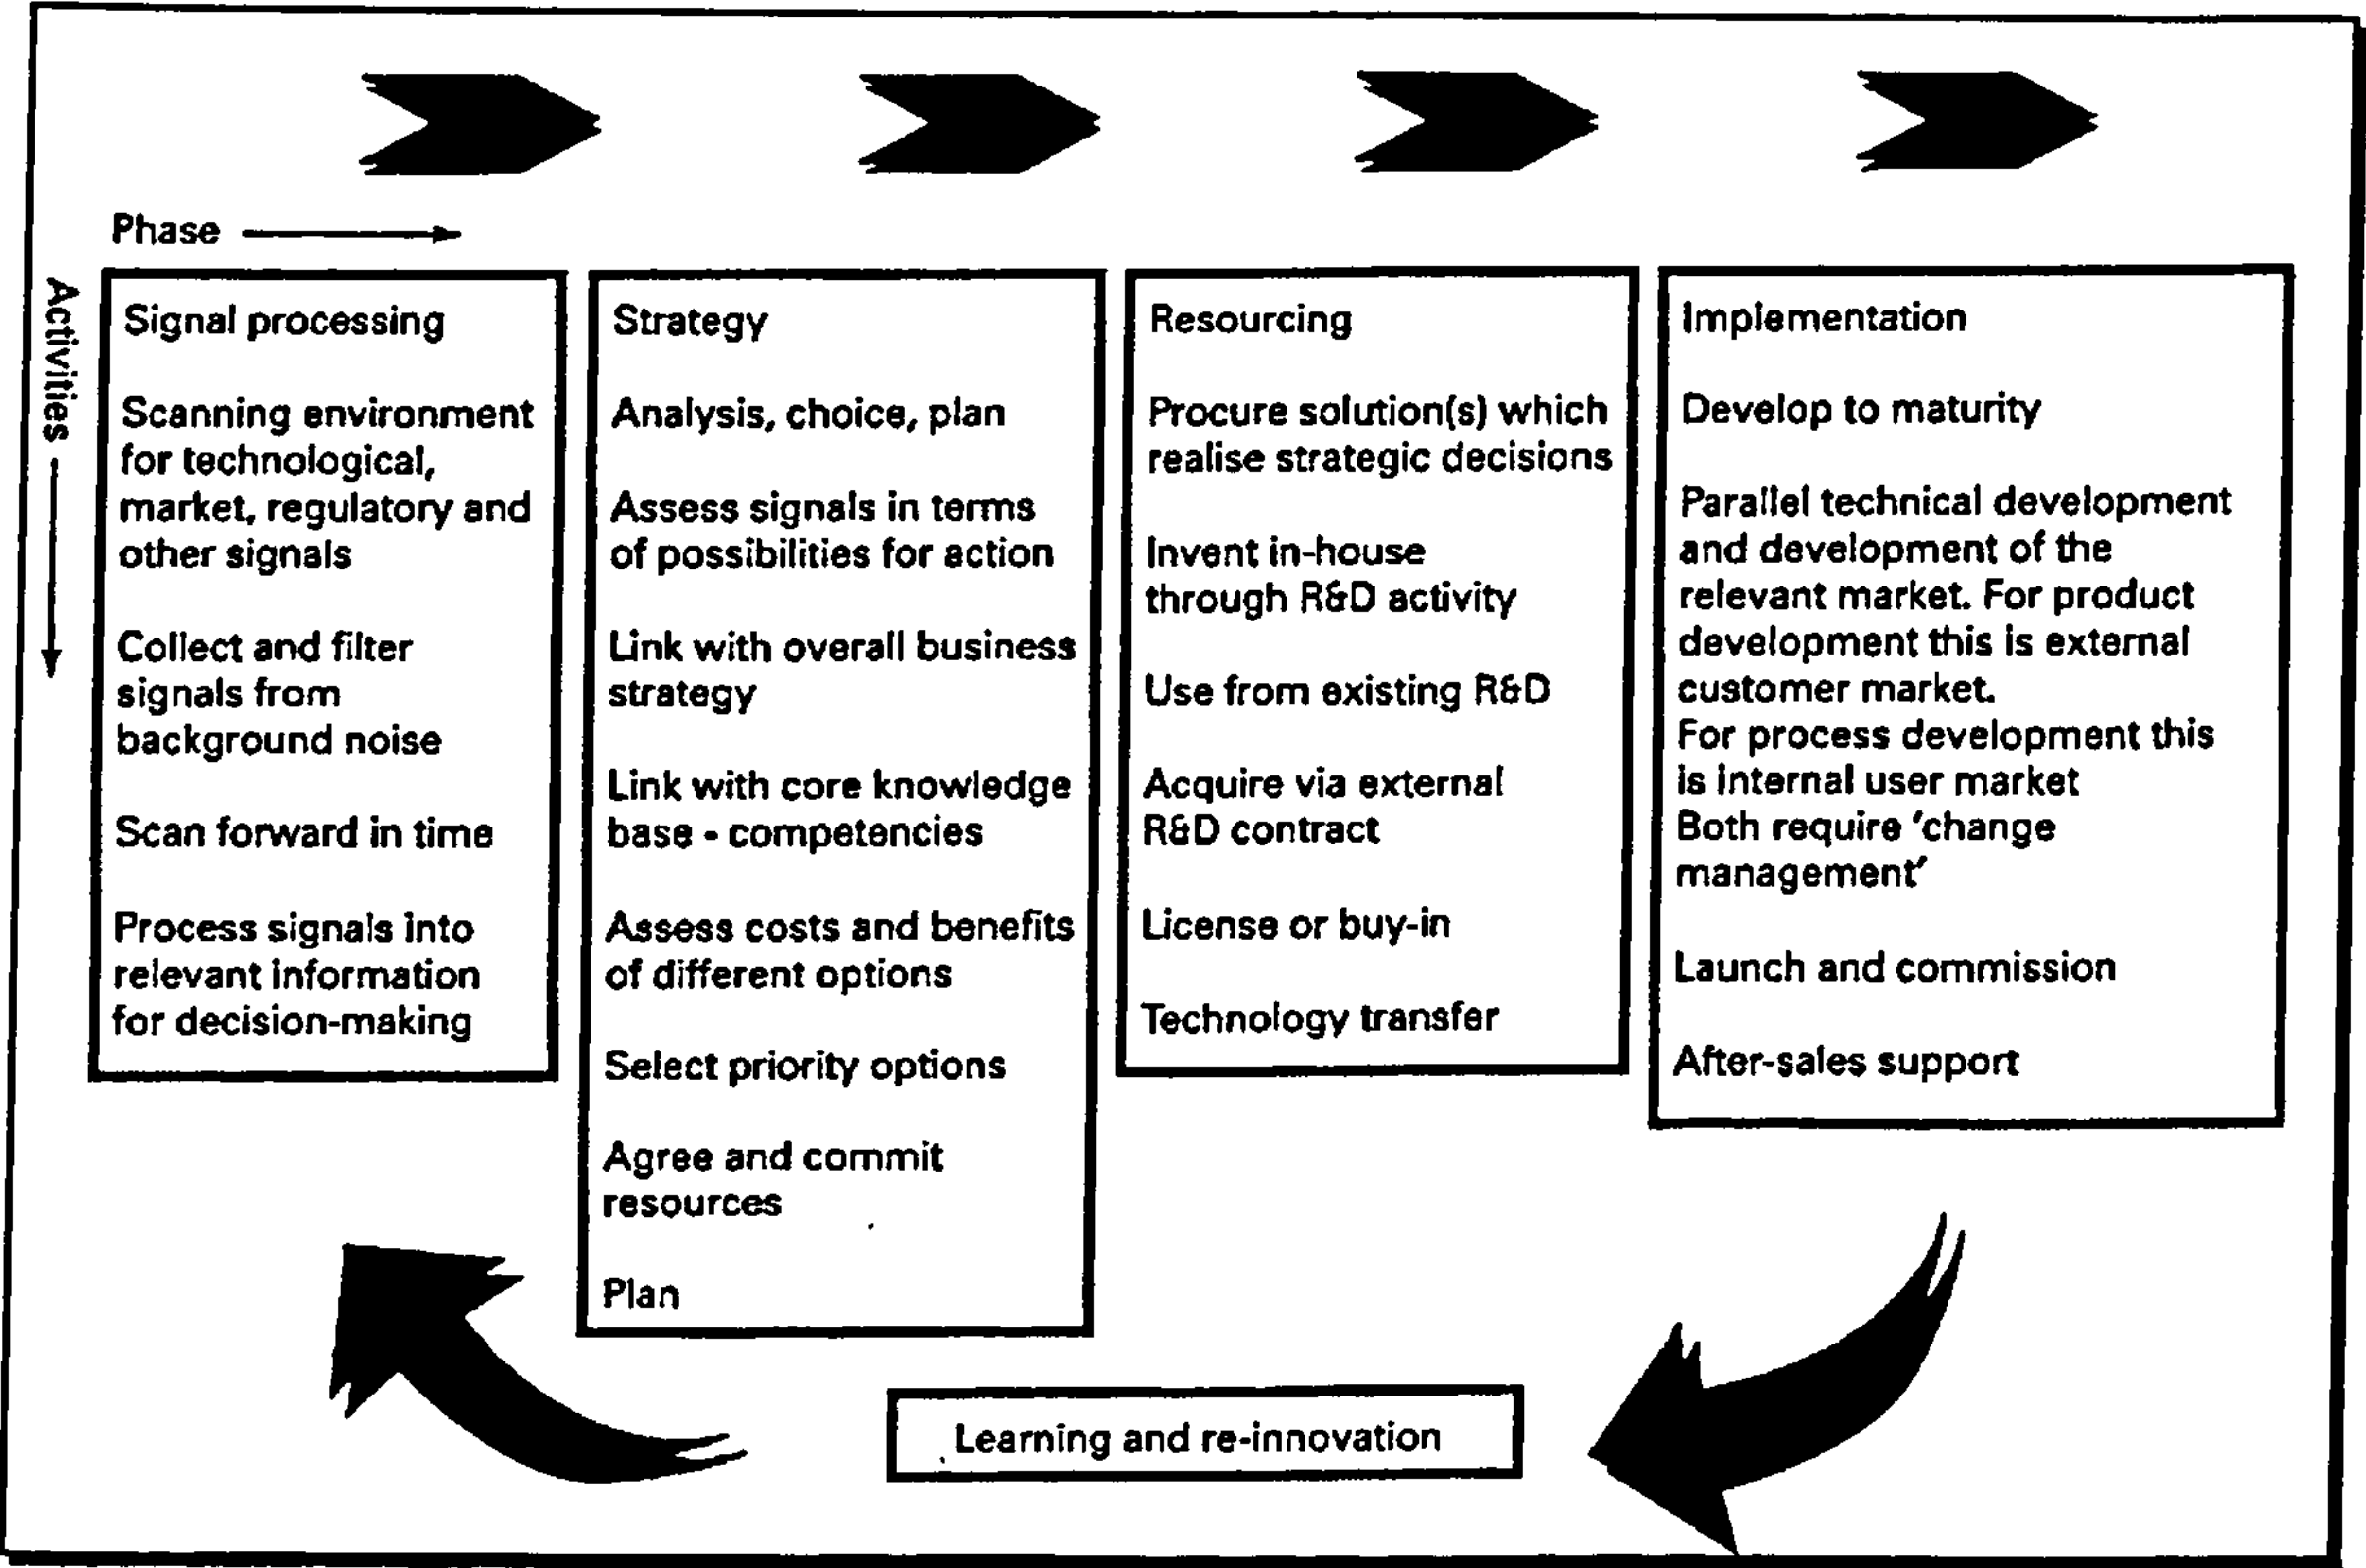 Phase
Activities
Signal processing
Scanning environment
for technological,
market, regulatory and
other signals
Collect and filter
signals from
background noise
Scan forward in time
Process signals into
relevant information
for decision-making
Strategy
Analysis, choice, plan
Assess signals in terms
of possibilities for action
Link with overall business
strategy
Link with core knowledge
base - competencies
Assess costs and benefits
of different options
Select priority options
Agree and commit
resources
Plan
Resourcing
Procure solution(s) which
realise strategic decisions
Invent in-house
through R&D activity
Use from existing R&D
Acquire via external
R&D contract
License or buy-in
Technology transfer
Implementation
Develop to maturity
Parallel technical development
and development of the
relevant market. For product
development this is external
customer market.
For process development this
is internal user market
Both require 'change
management'
Launch and commission
After-sales support
Learning and re-innovation